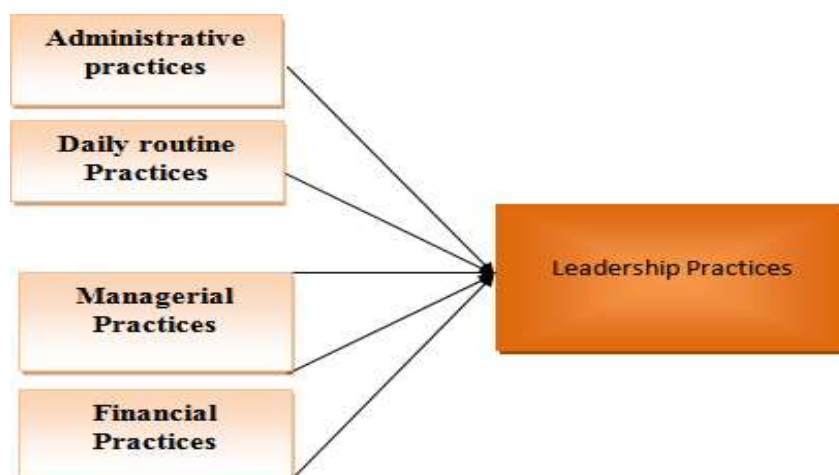 Administrative
practices
Daily routine
Practices
Managerial
Practices
Financial
Practices
Leadership Practices